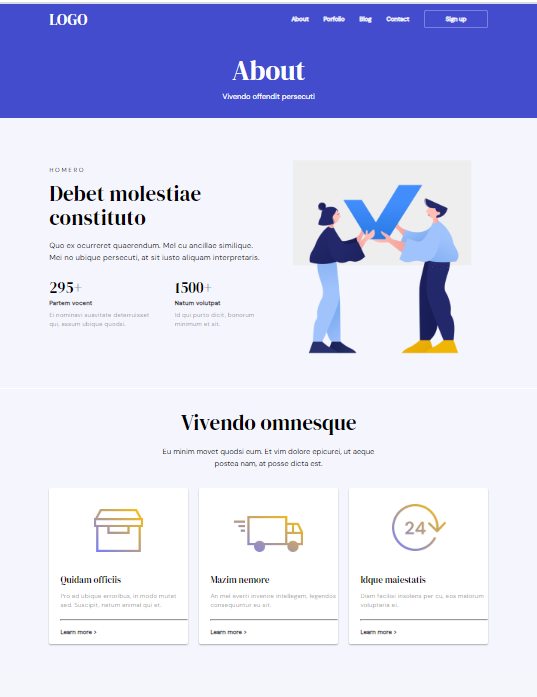 LOGO
About Portfolio Blog Contact Sign up
About
Vivendo offendit persecuti
HOMERO
Debet molestiae
constituto
Quo ex ocurreret quaerendum. Mel cu ancillae similique.
Mei no ubique persecuti, at sit iusto aliquam interpretaris.
295+ 1500+
Partem vocent Natum volutpat
Ei nominavi suavitate deterruisset Id qui porro dicit, bonorum
qui, essum ubique quodsi. minimum et sit.
Vivendo omnesque
Eu minim movet quodsi eum. Et vim dolore epicurei, ut aeque
postea nam, at posse dicta est.
24
Quidam officiis Mazim nemore Idque maiestatis
Pro ad ubique erroribus, in modo mutat An mei everti invenire intellegam, legendos Diam facilisi insolens per cu, eos maiorum
sed. Suscipit, natum animal qui et. consequuntur eu sit. voluptaria ei.
Learn more > Learn more > Learn more >